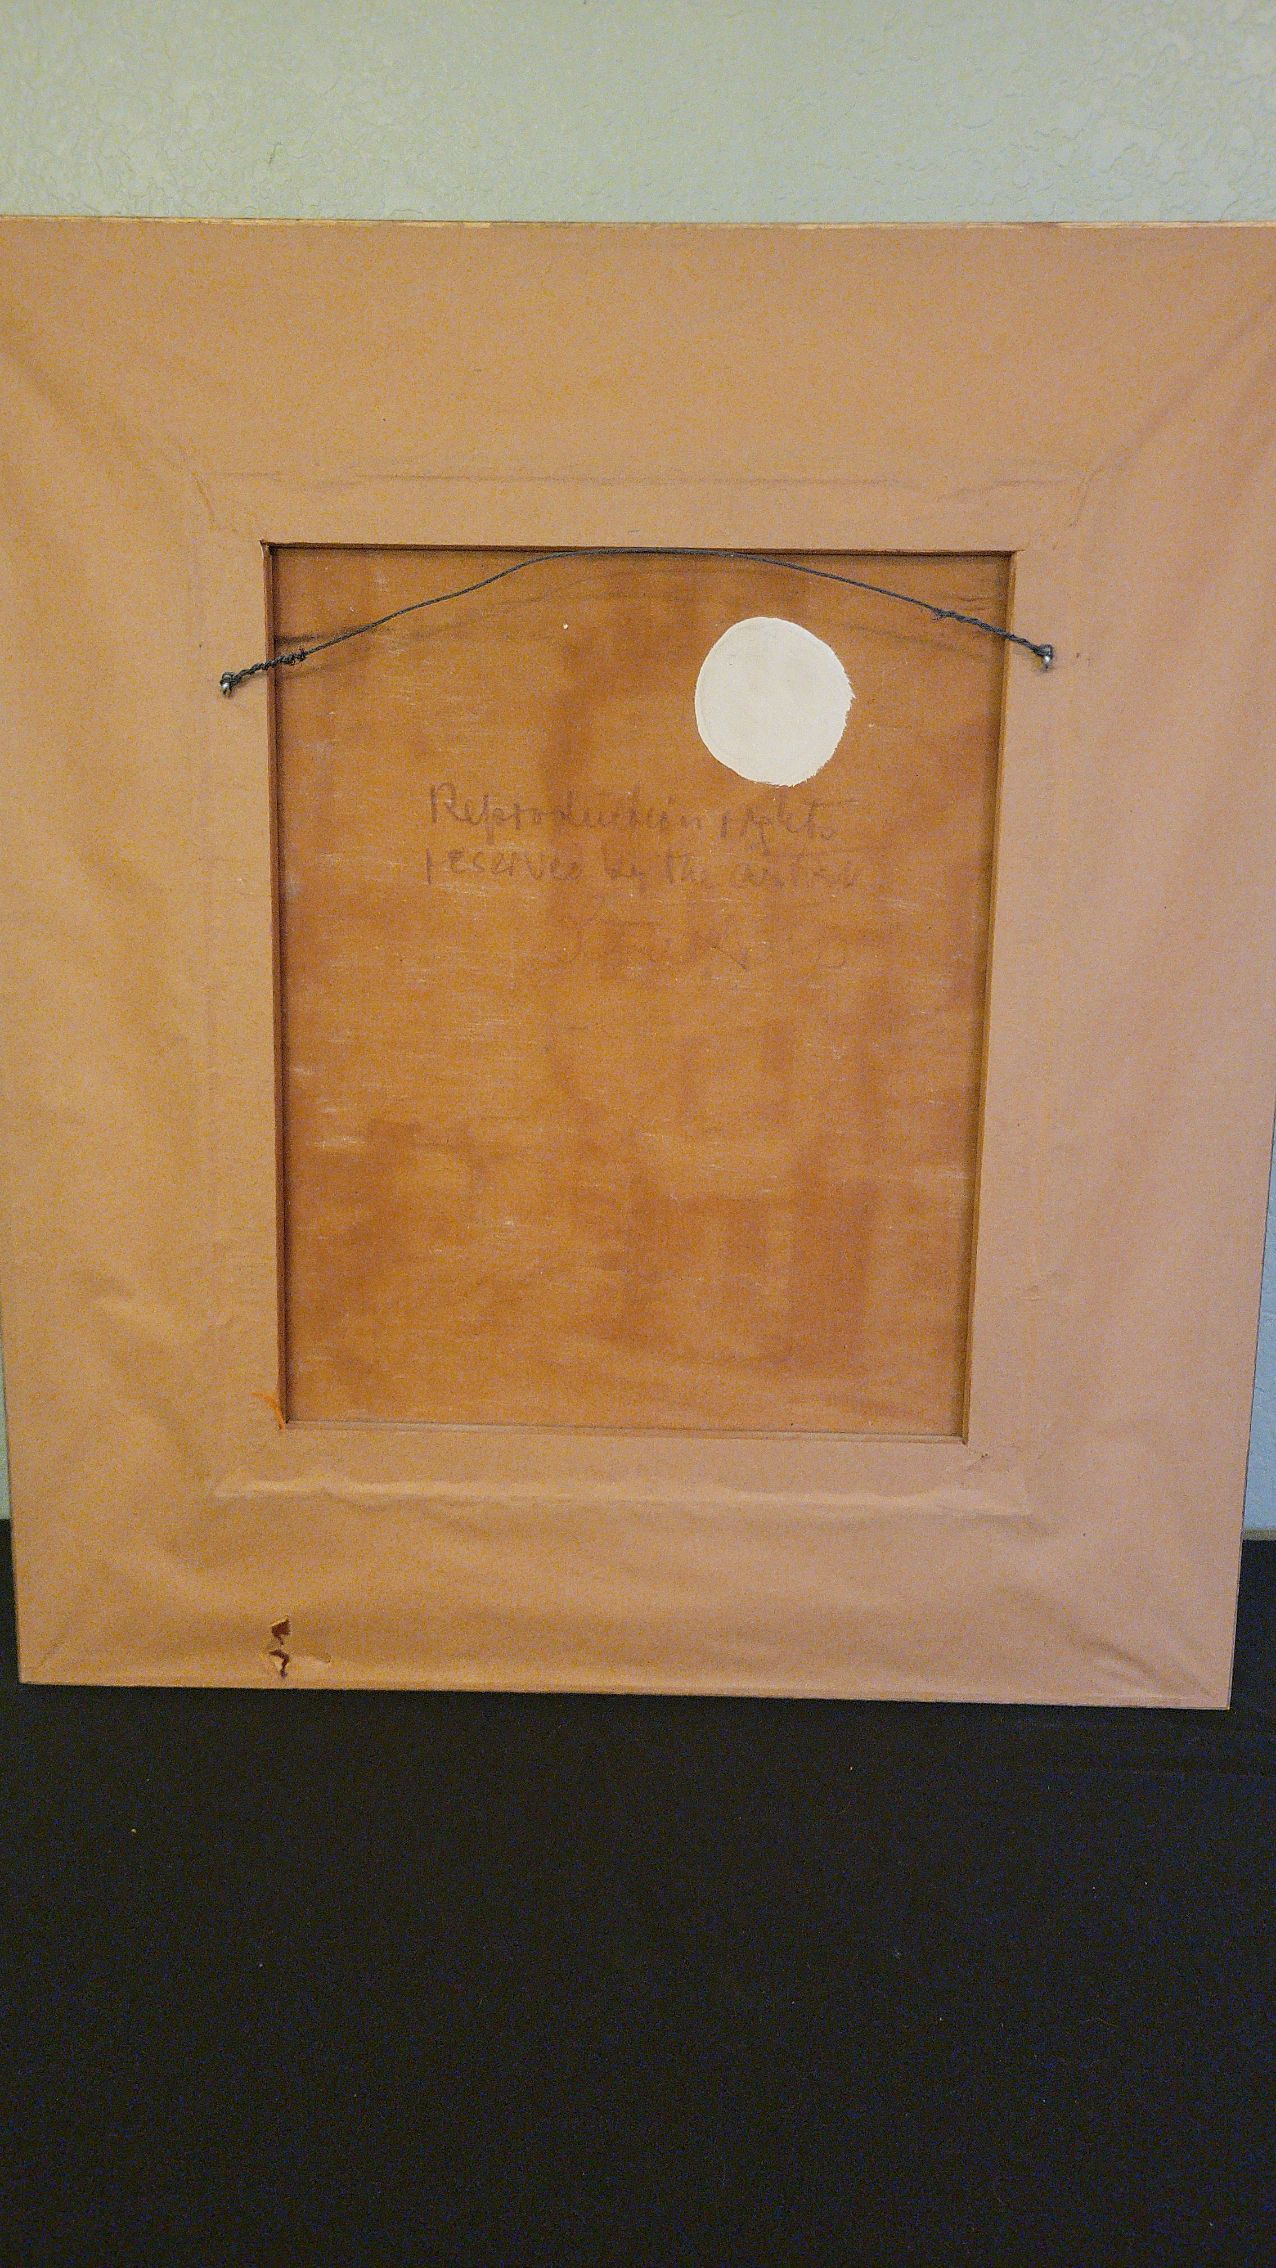 Reproduction rights
reserved by the artist